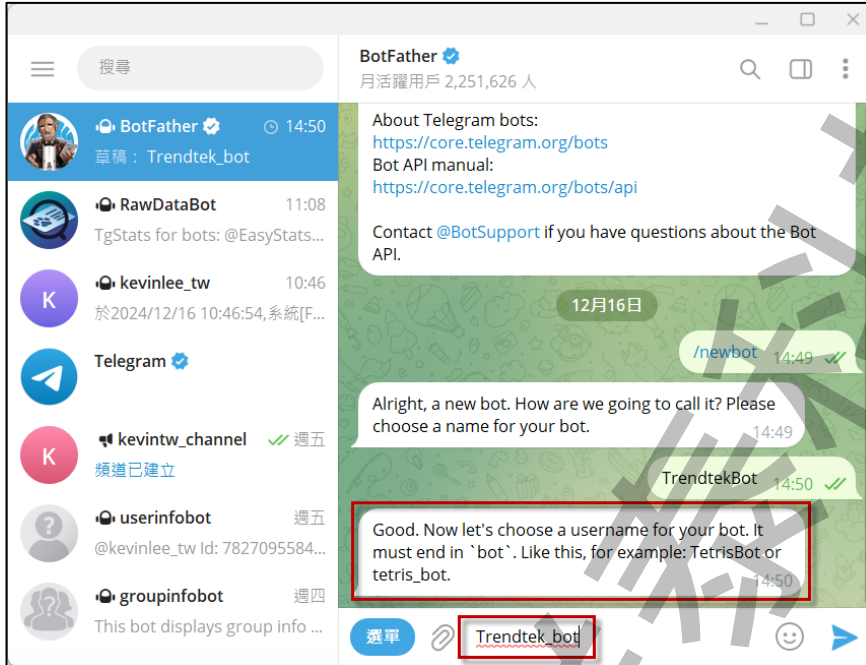 搜尋
BotFather
14:50
草稿： Trendtek_bot
RawDataBot
11:08
TgStats for bots: @EasyStats...
K
kevinlee_tw
10:46
於2024/12/16 10:46:54,系統[F...
Telegram
K
kevintw_channel
週五
頻道已建立
userinfobot
週五
@kevinlee_tw Id: 7827095584...
groupinfobot
週四
This bot displays group info ...
BotFather
月活躍用戶 2,251,626 人
About Telegram bots:
https://core.telegram.org/bots
Bot API manual:
https://core.telegram.org/bots/api
Contact @BotSupport if you have questions about the Bot
API.
12月16日
/newbot 14:49
Alright, a new bot. How are we going to call it? Please
choose a name for your bot.
14:49
TrendtekBot 14:50
Good. Now let's choose a username for your bot. It
must end in `bot`. Like this, for example: TetrisBot or
tetris_bot.
14:50
選單
Trendtek_bot